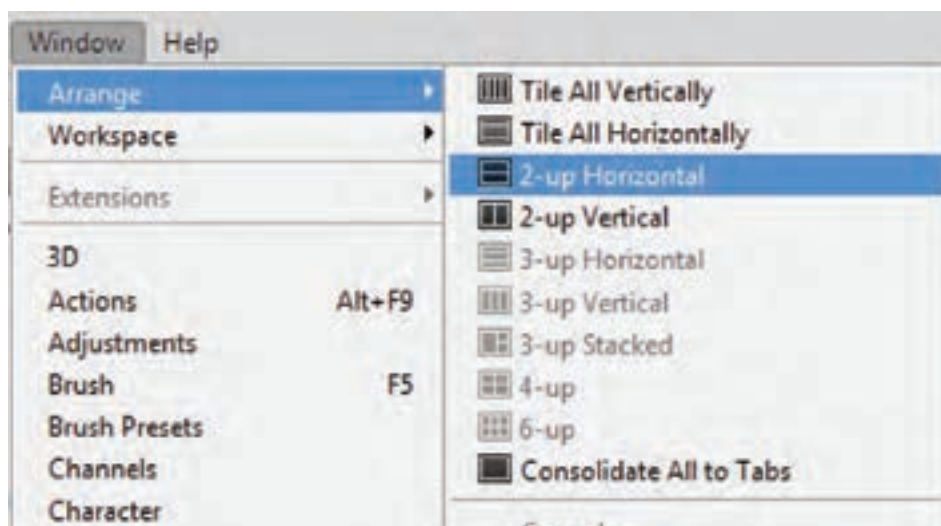 Window Help
Arrange
Workspace
Extensions
3D
Actions Alt+F9
Adjustments
Brush F5
Brush Presets
Channels
Character
Tile All Vertically
Tile All Horizontally
2-up Horizontal
2-up Vertical
3-up Horizontal
3-up Vertical
3-up Stacked
4-up
6-up
Consolidate All to Tabs